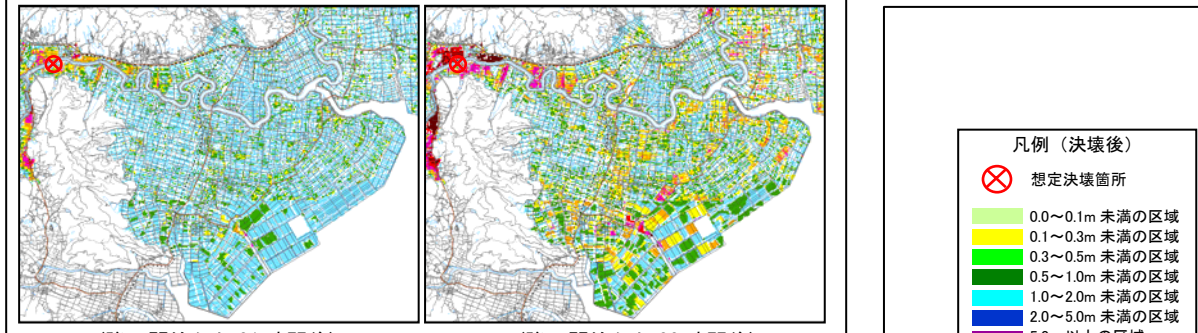 凡例（決壊後）
想定決壊箇所
0.0～0.1m 未満の区域
0.1～0.3m 未満の区域
0.3～0.5m 未満の区域
0.5～1.0m 未満の区域
1.0～2.0m 未満の区域
2.0～5.0m 未満の区域